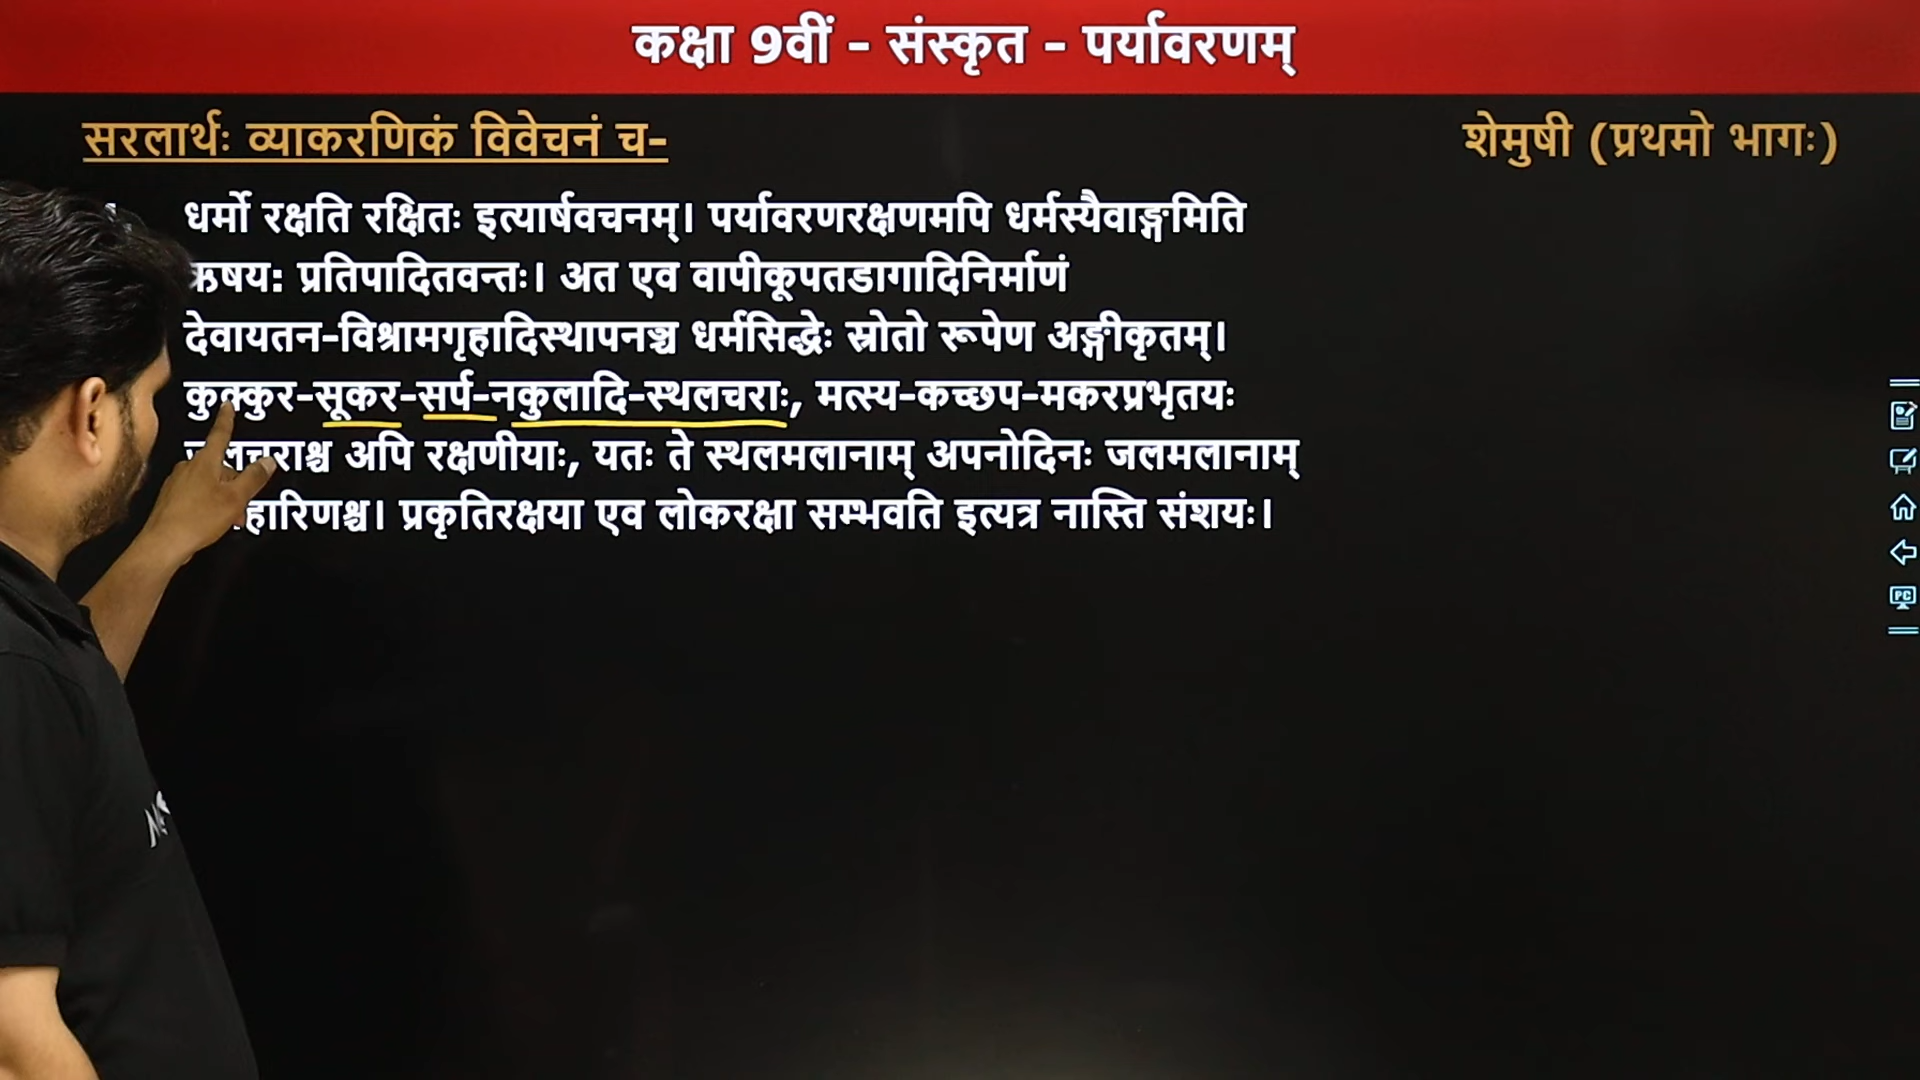 कक्षा 9वीं - संस्कृत - पर्यावरणम्
सरलार्थः व्याकरणिकं विवेचनं च-
शेमुषी (प्रथमो भागः)
धर्मो रक्षति रक्षितः इत्यार्षवचनम्। पर्यावरणरक्षणमपि धर्मस्यैवाङ्गमिति
ऋषय: प्रतिपादितवन्तः। अत एव वापीकूपतडागादिनिर्माणं
देवायतन-विश्रामगृहादिस्थापनञ्च धर्मसिद्धेः स्रोतो रूपेण अङ्गीकृतम्।
कुक्कुर-सूकर-सर्प-नकुलादि-स्थलचराः, मत्स्य-कच्छप-मकरप्रभृतयः
जलचराश्च अपि रक्षणीयाः, यतः ते स्थलमलानाम् अपनोदिनः जलमलानाम्
प्रकृतिरक्षया एव लोकरक्षा सम्भवति इत्यत्र नास्ति संशयः।
PC